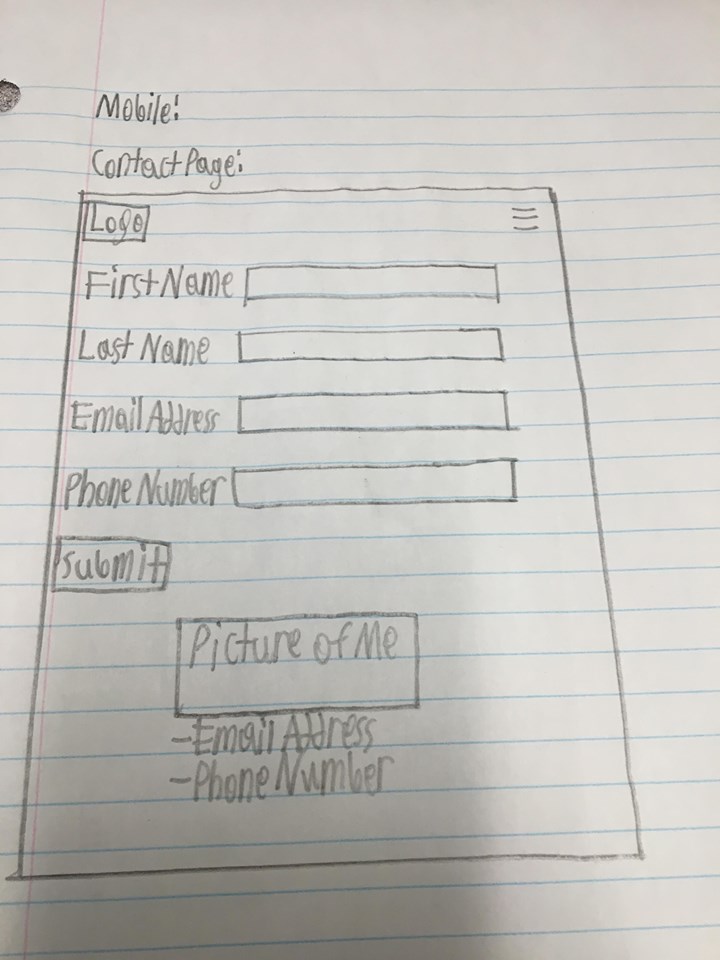 Mobile:
Contact Page:
Logo
First Name
Last Name
Email Address
Phone Number
Submit
Picture of Me
-Email Address
-Phone Number